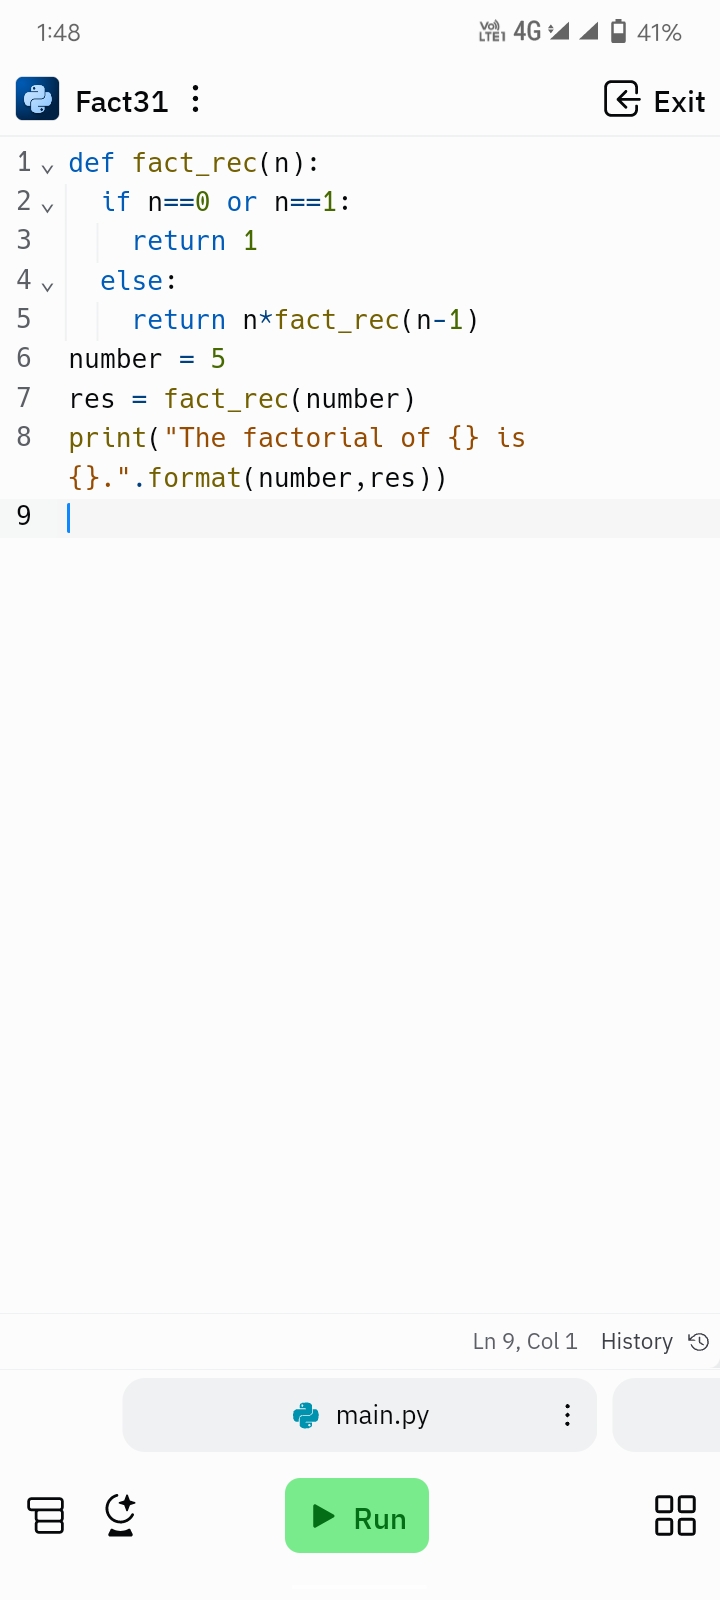 1:48 Vo) LTE1 4G 41%
Fact31 Exit
1 def fact_rec(n):
2   if n==0 or n==1:
3     return 1
4   else:
5     return n*fact_rec(n-1)
6 number = 5
7 res = fact_rec(number)
8 print("The factorial of {} is
{}.".format(number,res))
9
Ln 9, Col 1 History
main.py
Run